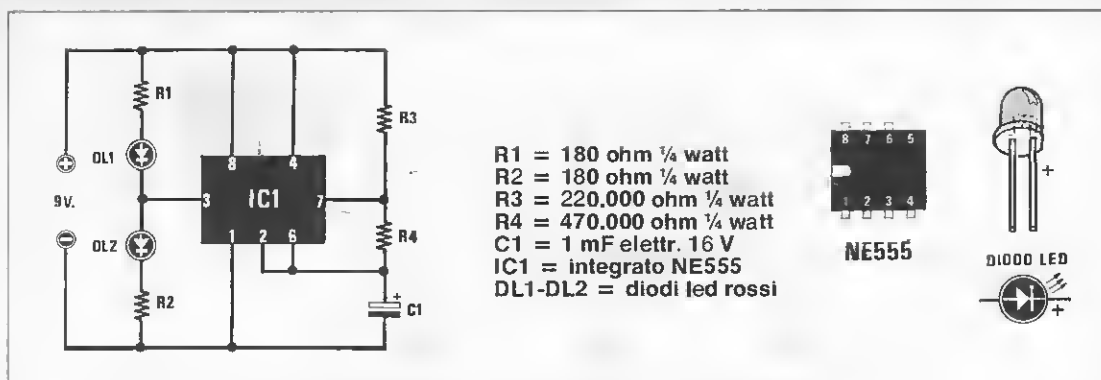 R1
DL1
9V.
DL2
R2
8
4
3
IC1
7
1
2
6
R3
R4
+
C1
R1 = 180 ohm ¼ watt
R2 = 180 ohm ¼ watt
R3 = 220.000 ohm ¼ watt
R4 = 470.000 ohm ¼ watt
C1 = 1 mF elettr. 16 V
IC1 = integrato NE555
DL1-DL2 = diodi led rossi
8 7 6 5
1 2 3 4
NE555
+
DIODO LED
+